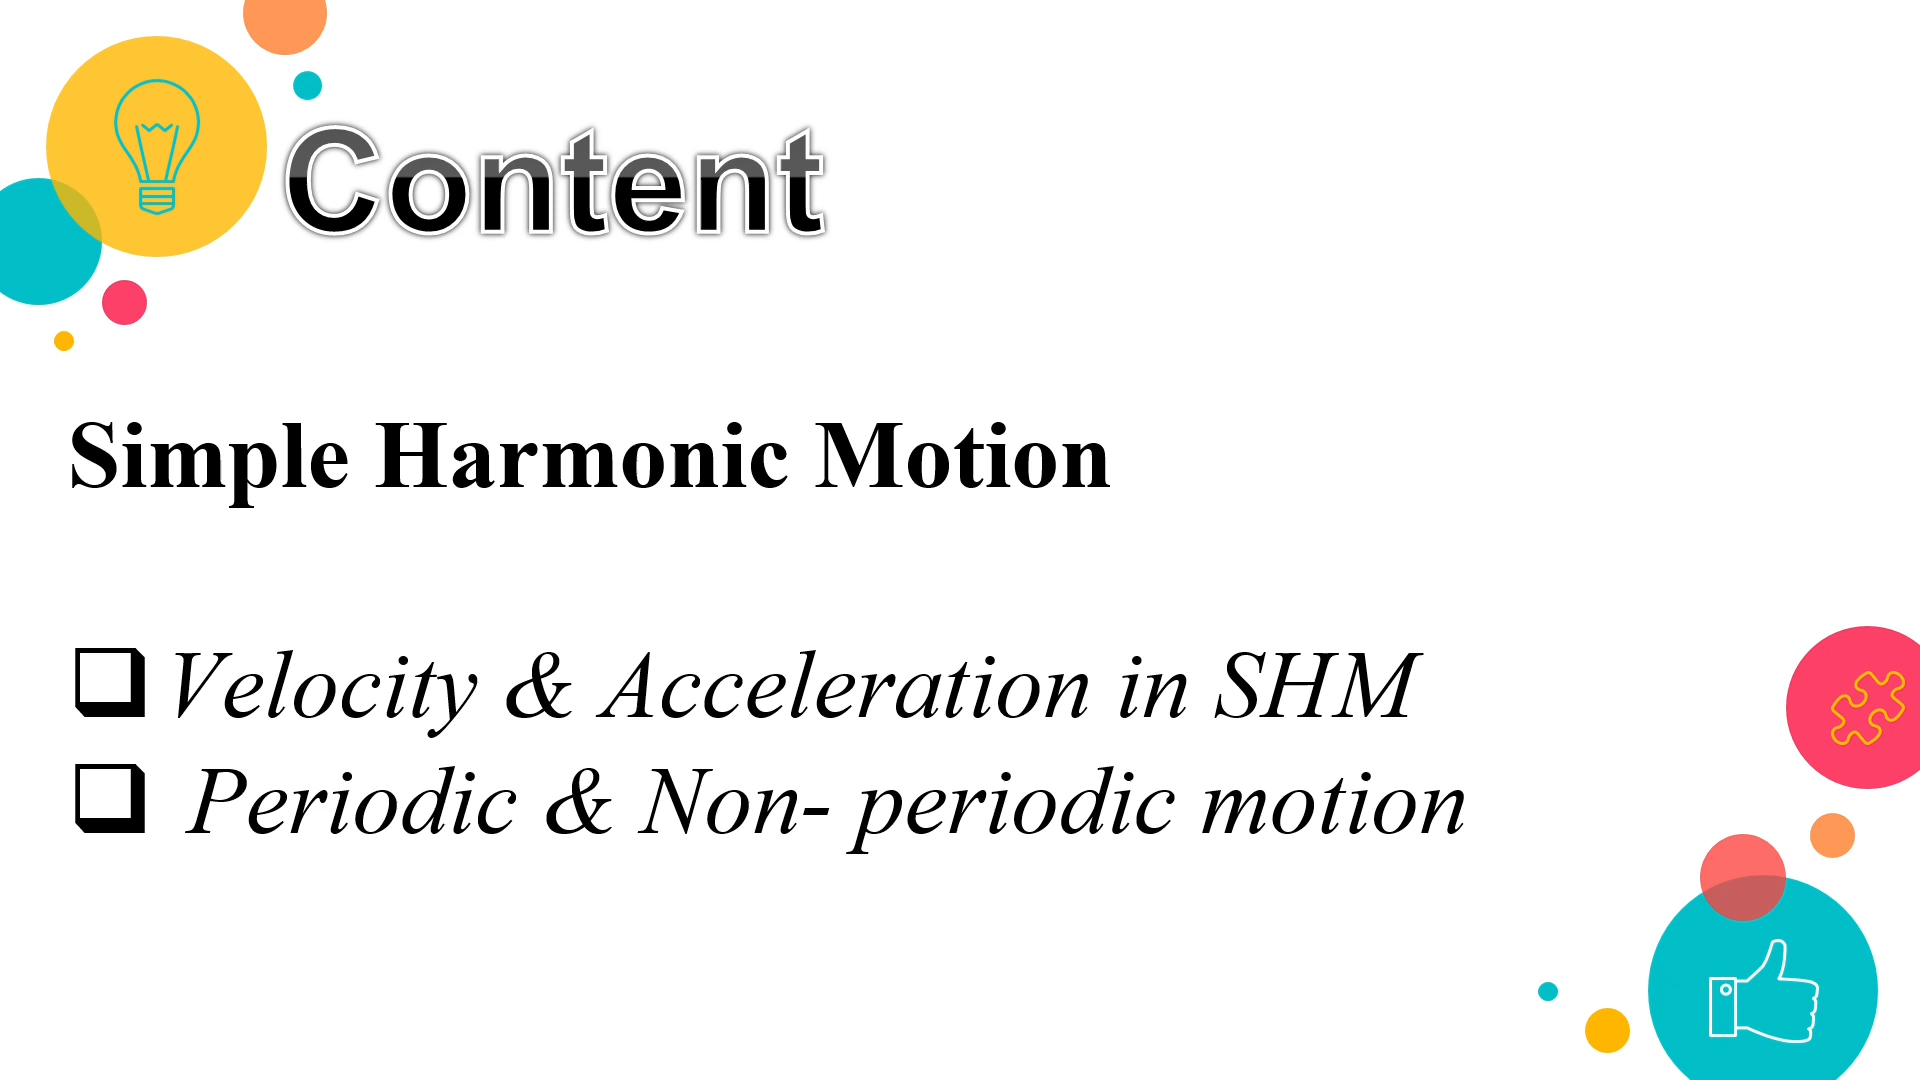 Content
Simple Harmonic Motion
❑ Velocity & Acceleration in SHM
❑ Periodic & Non- periodic motion